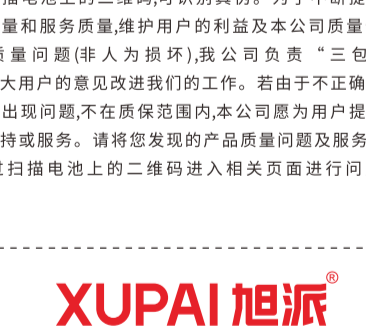 描电池上的二维码,可识别真伪。为了不断提
量和服务质量,维护用户的利益及本公司质量
质量问题(非人为损坏),我公司负责“三包
大用户的意见改进我们的工作。若由于不正确
出现问题,不在质保范围内,本公司愿为用户提
持或服务。请将您发现的产品质量问题及服务
过扫描电池上的二维码进入相关页面进行问
XUPAI 旭派®